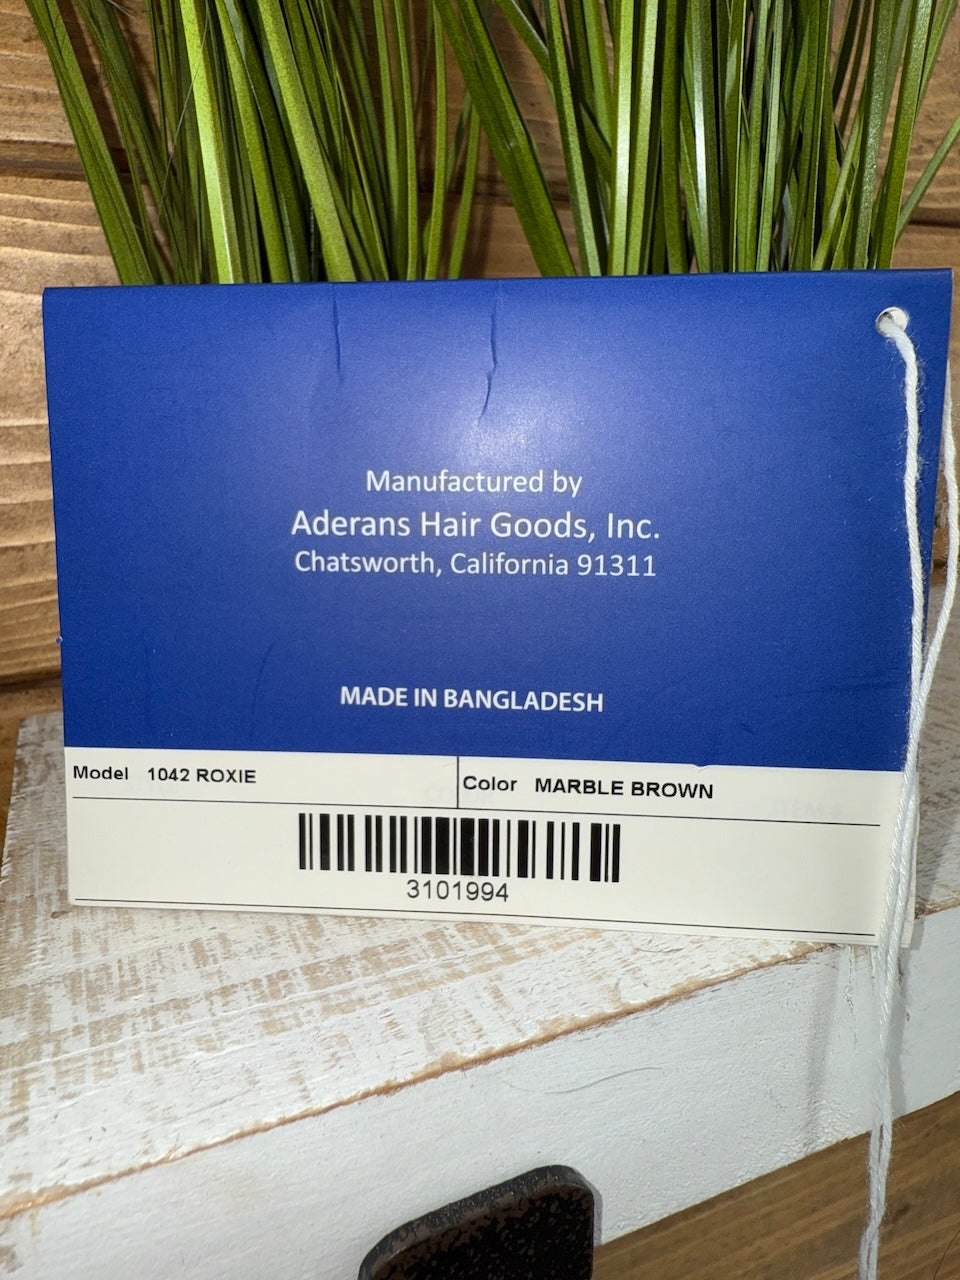 Manufactured by
Aderans Hair Goods, Inc.
Chatsworth, California 91311
MADE IN BANGLADESH
Model 1042 ROXIE
Color MARBLE BROWN
3101994